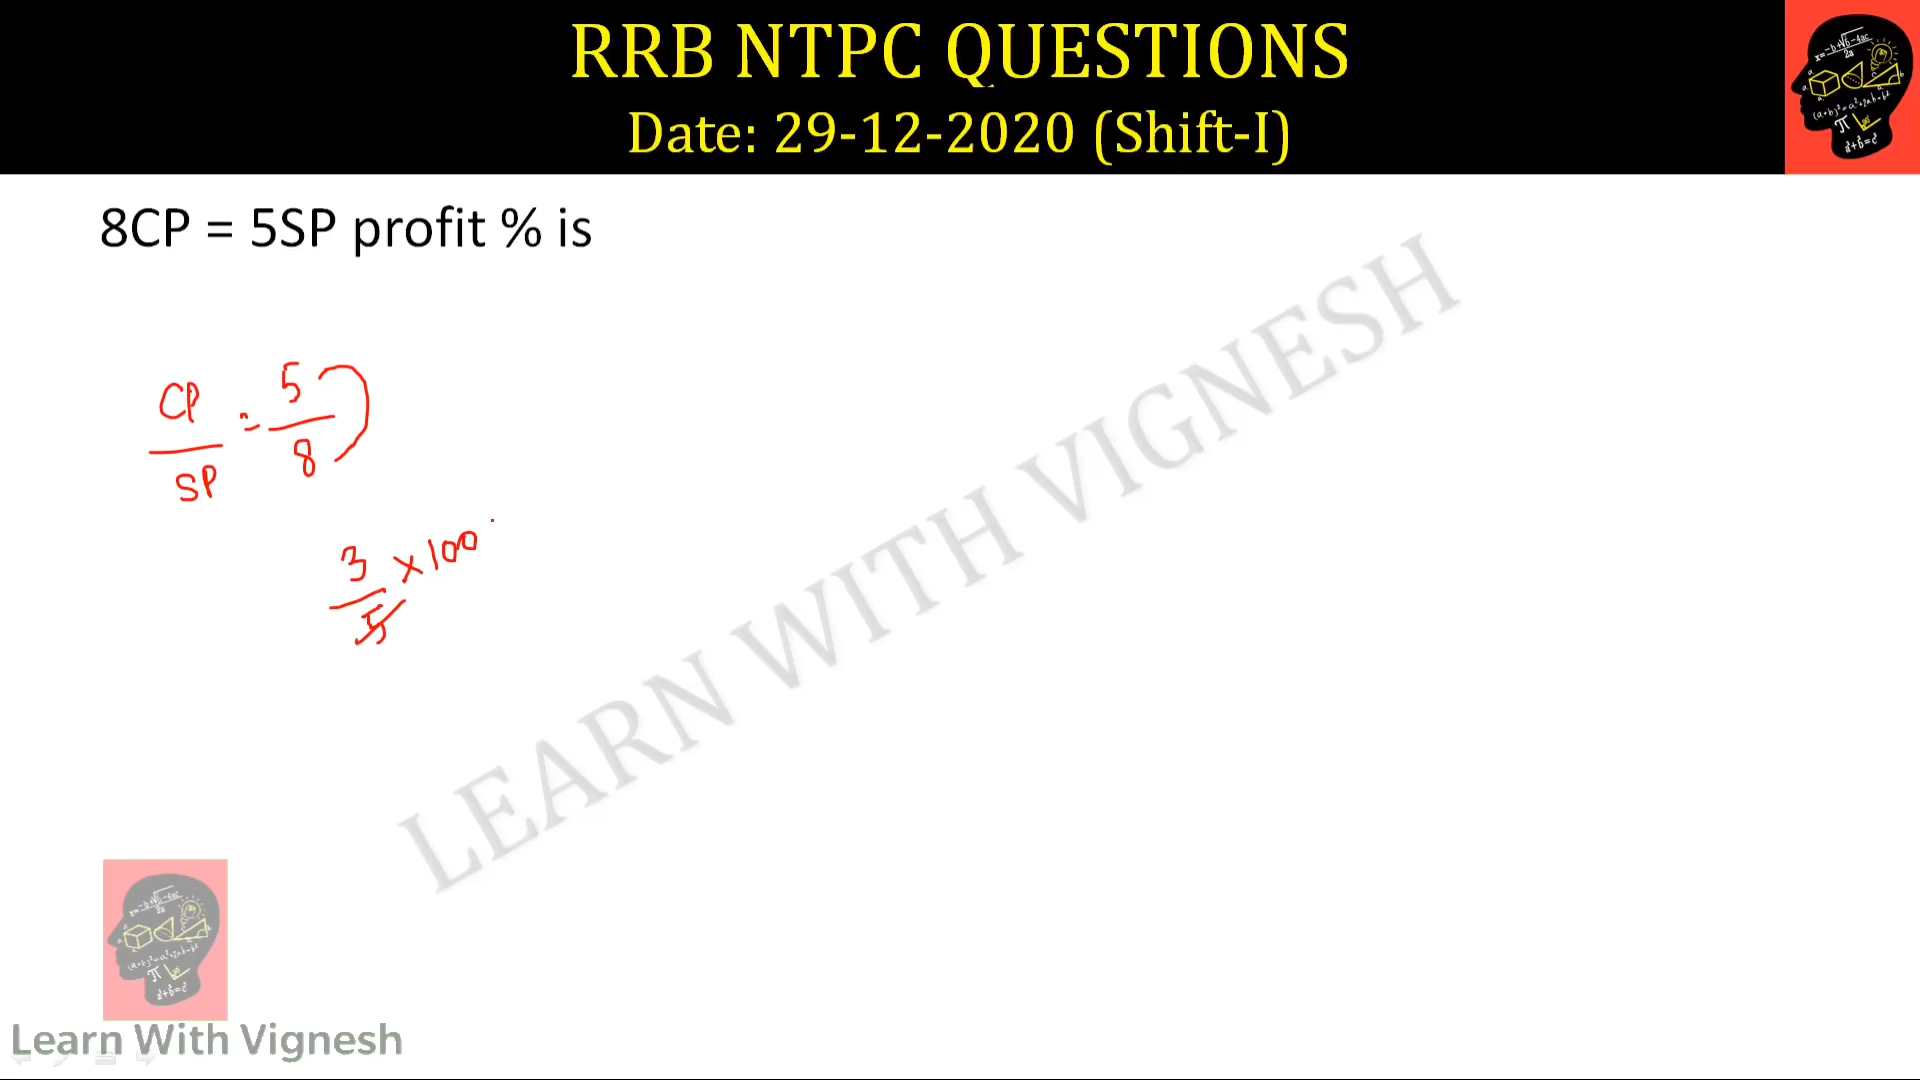 RRB NTPC QUESTIONS
Date: 29-12-2020 (Shift-I)
8CP = 5SP profit % is
CP/SP = 5/8
3/5 × 100
LEARN WITH VIGNESH
Learn With Vignesh